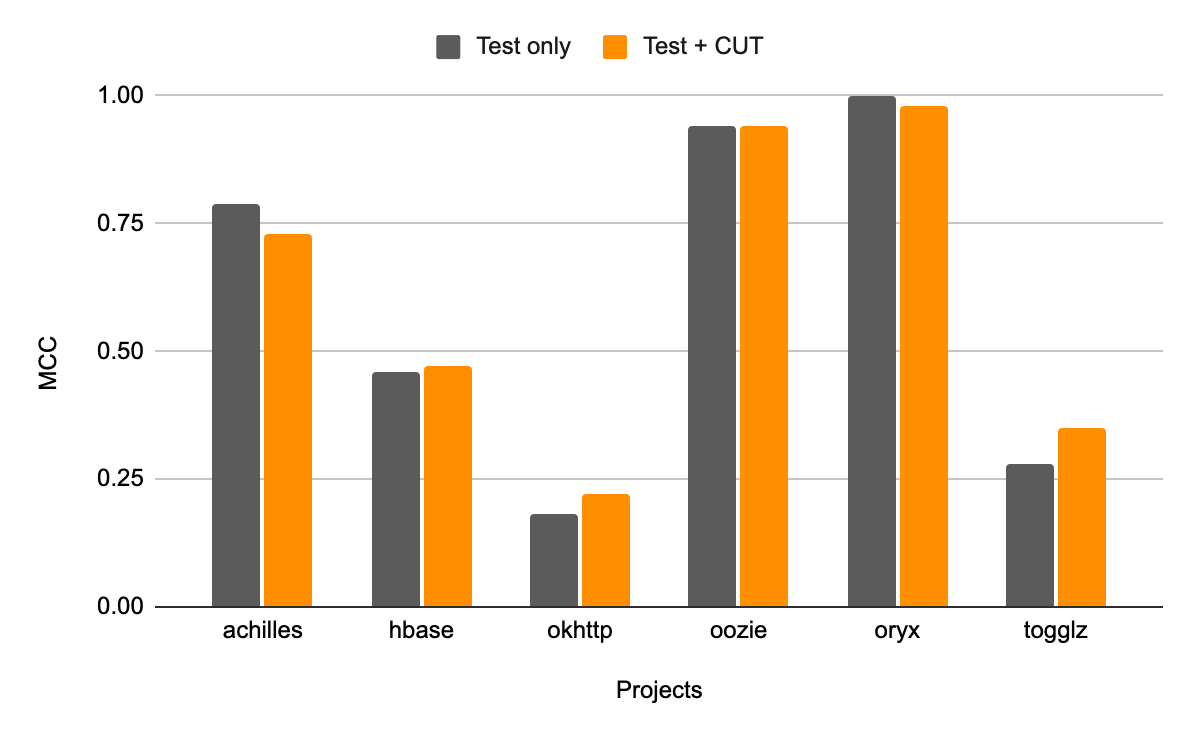 Test only Test + CUT
1.00
0.75
0.50
0.25
0.00
MCC
achilles hbase okhttp oozie oryx togglz
Projects